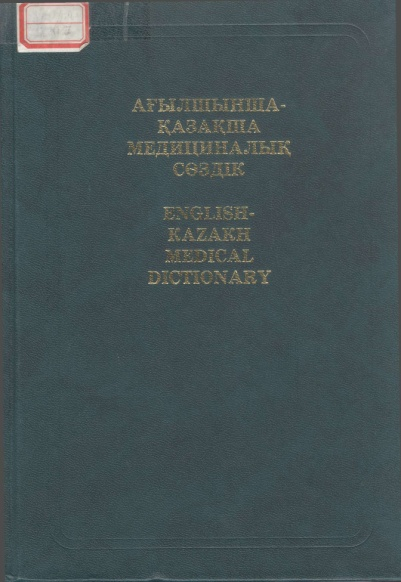 АҒЫЛШЫНША-
ҚАЗАҚША
МЕДИЦИНАЛЫҚ
СӨЗДІК
ENGLISH-
KAZAKH
MEDICAL
DICTIONARY